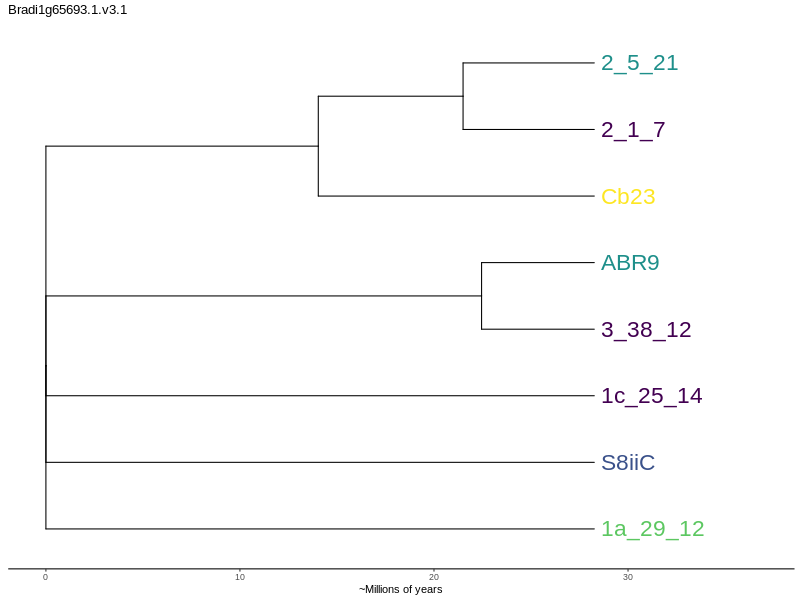 Bradi1g65693.1.v3.1
2_5_21
2_1_7
Cb23
ABR9
3_38_12
1c_25_14
S8iiC
1a_29_12
0 10 20 30
~Millions of years